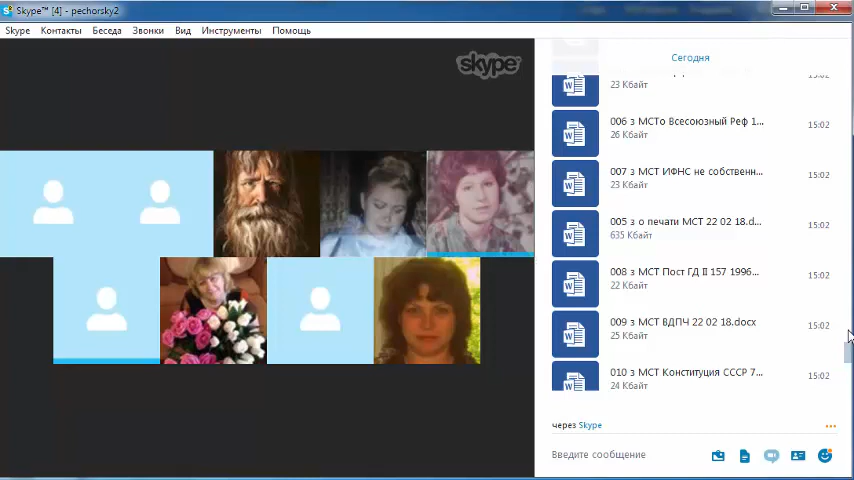 Skype™ [4] - pechorsky2
Skype Контакты Беседа Звонки Вид Инструменты Помощь
skype
Сегодня
15:02
23 Кбайт
006 з МСТо Всесоюзный Реф 1...
26 Кбайт
15:02
007 з МСТ ИФНС не собственн...
23 Кбайт
15:02
005 з о печати МСТ 22 02 18.d...
635 Кбайт
15:02
008 з МСТ Пост ГД II 157 1996...
22 Кбайт
15:02
009 з МСТ ВДПЧ 22 02 18.docx
25 Кбайт
15:02
010 з МСТ Конституция СССР 7...
24 Кбайт
15:02
через Skype
Введите сообщение